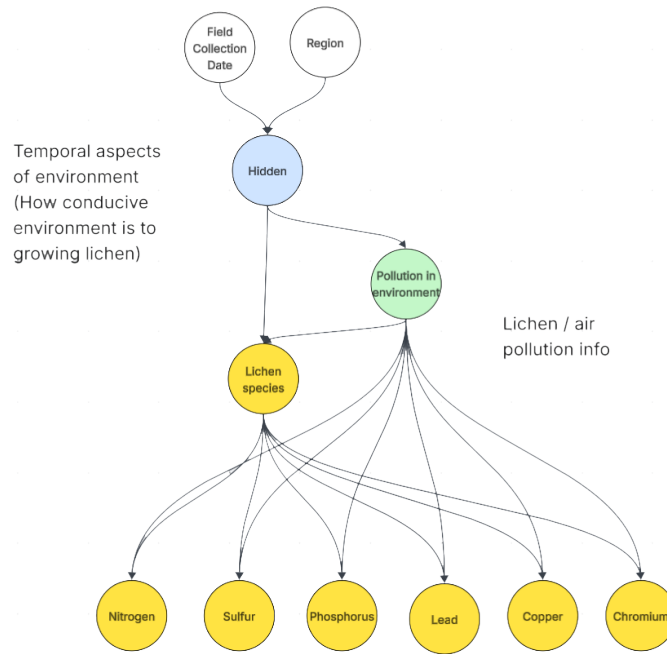 Field
Collection
Date
Region
Temporal aspects
of environment
(How conducive
environment is to
growing lichen)
Hidden
Pollution in
environment
Lichen / air
pollution info
Lichen
species
Nitrogen
Sulfur
Phosphorus
Lead
Copper
Chromium